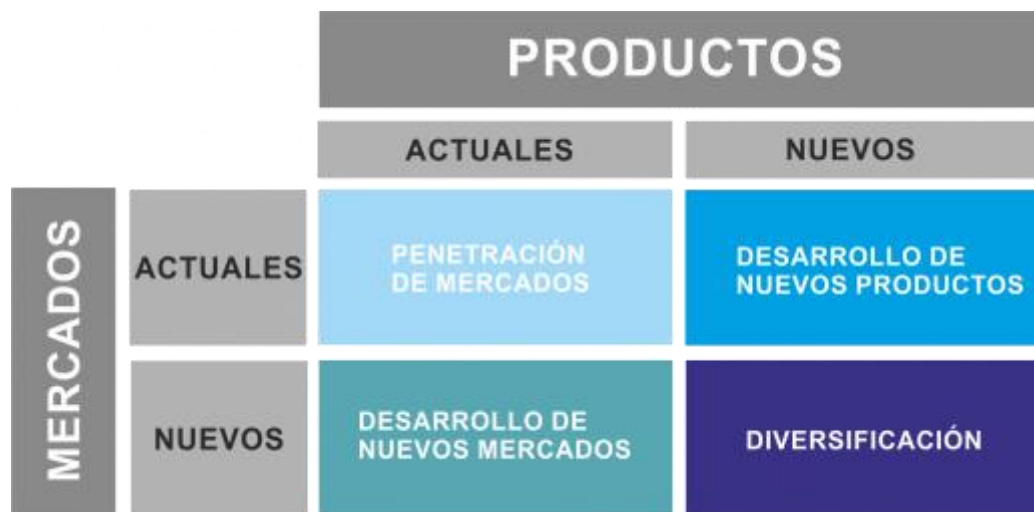 PRODUCTOS
ACTUALES
NUEVOS
MERCADOS
ACTUALES
PENETRACIÓN
DE MERCADOS
DESARROLLO DE
NUEVOS PRODUCTOS
NUEVOS
DESARROLLO DE
NUEVOS MERCADOS
DIVERSIFICACIÓN